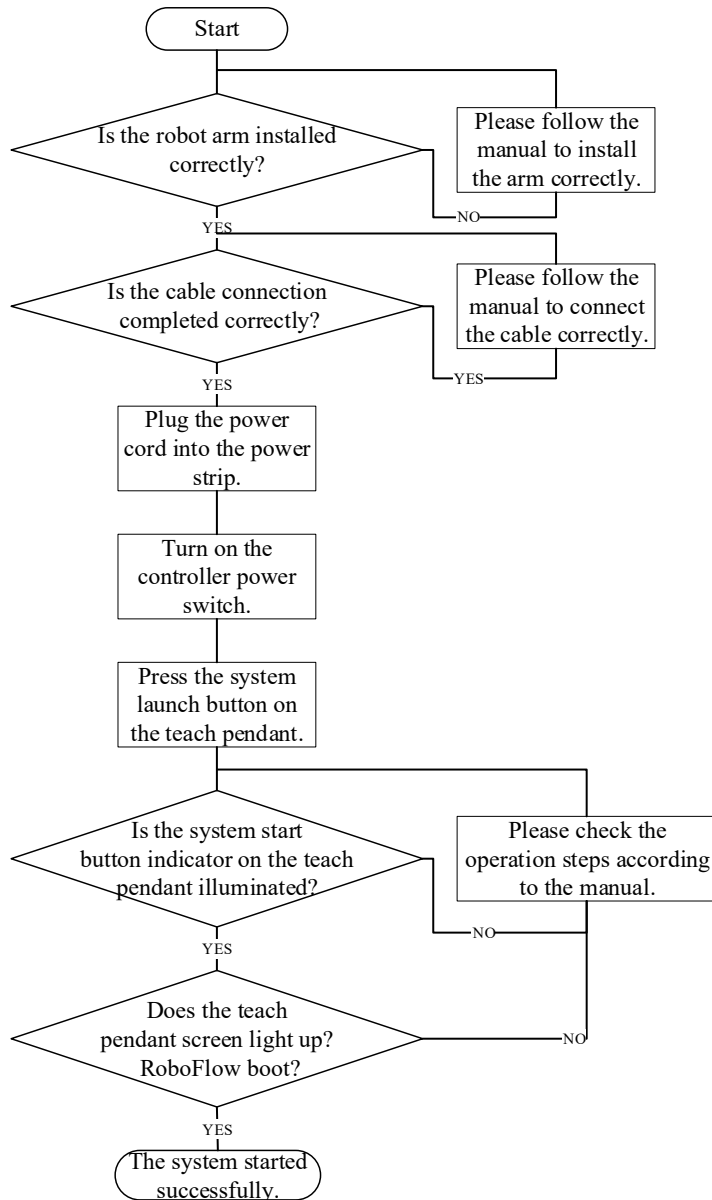 Start
Is the robot arm installed
correctly?
Please follow the
manual to install
the arm correctly.
NO
YES
Is the cable connection
completed correctly?
Please follow the
manual to connect
the cable correctly.
YES
YES
Plug the power
cord into the power
strip.
Turn on the
controller power
switch.
Press the system
launch button on
the teach pendant.
Is the system start
button indicator on the teach
pendant illuminated?
Please check the
operation steps according
to the manual.
NO
YES
Does the teach
pendant screen light up?
RoboFlow boot?
NO
YES
The system started
successfully.